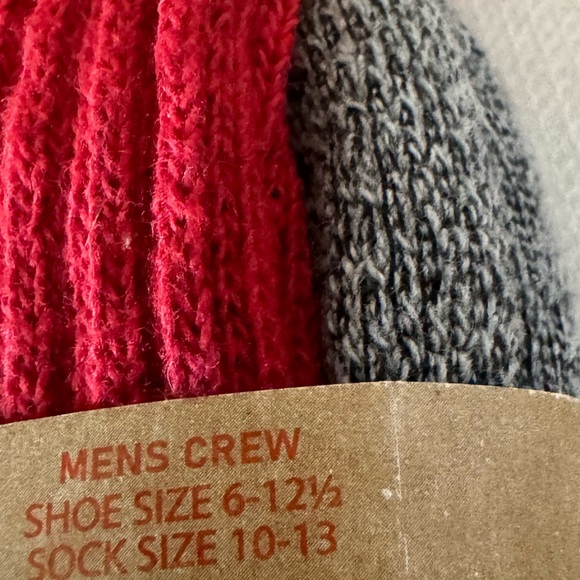 MENS CREW
SHOE SIZE 6-12½
SOCK SIZE 10-13